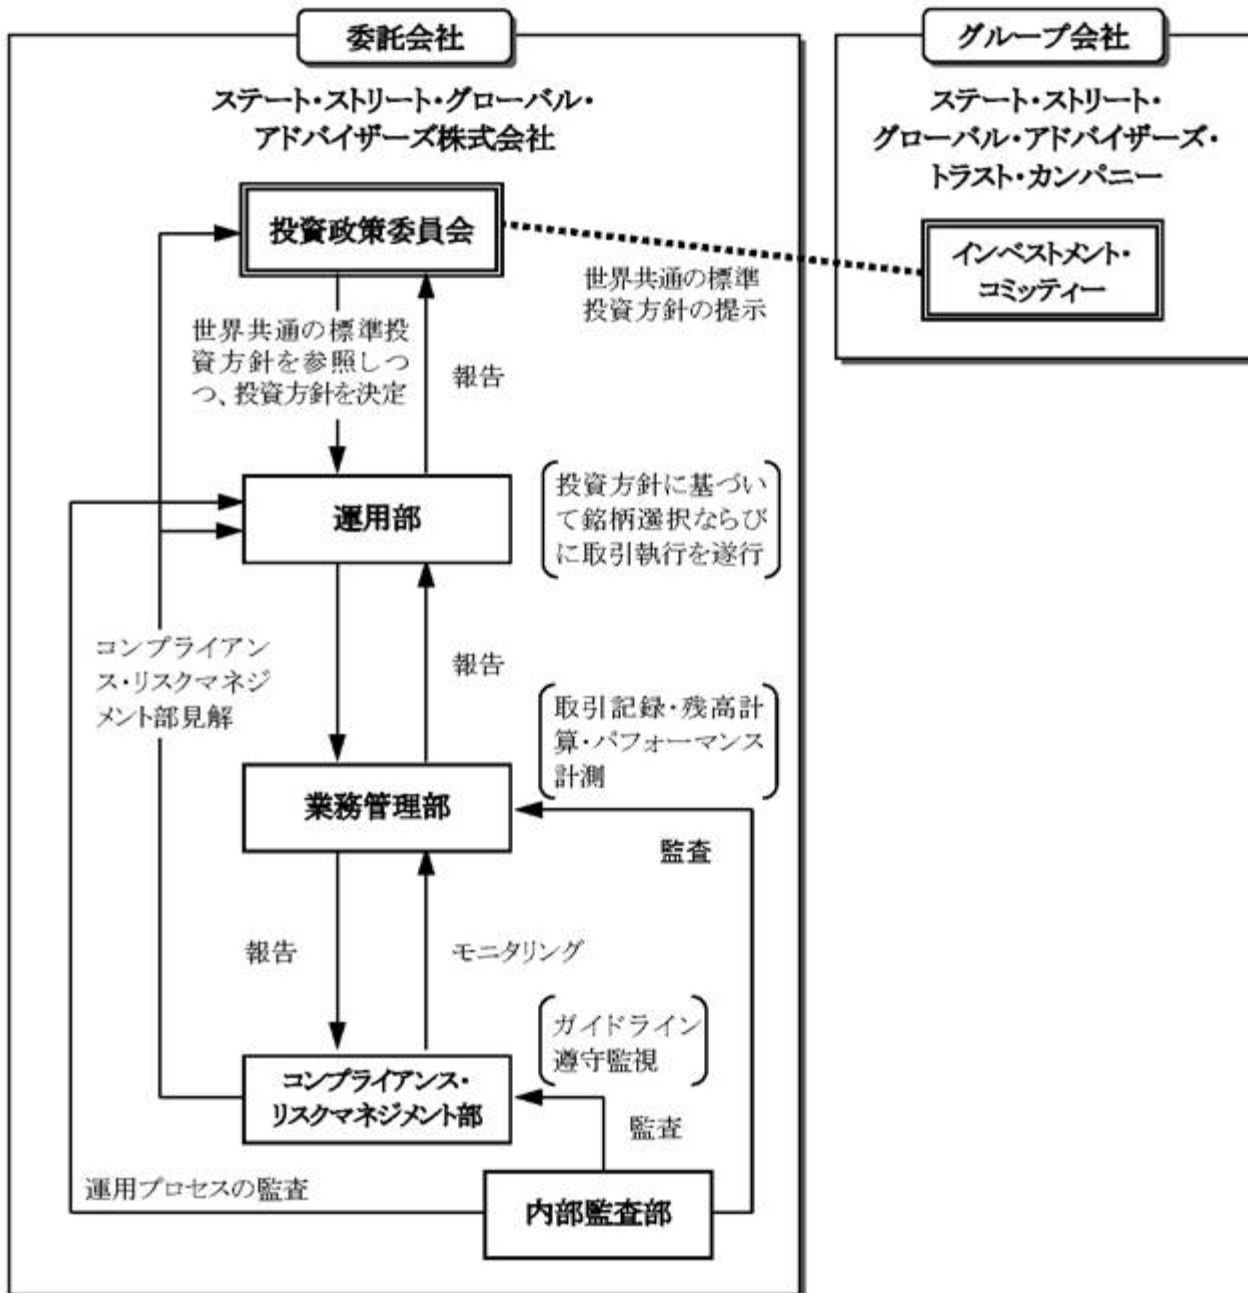 委託会社
ステート・ストリート・グローバル・
アドバイザーズ株式会社
グループ会社
ステート・ストリート・
グローバル・アドバイザーズ・
トラスト・カンパニー
投資政策委員会
インベストメント・
コミッティー
世界共通の標準
投資方針の提示
世界共通の標準投
資方針を参照しつ
つ、投資方針を決定
報告
運用部
投資方針に基づい
て銘柄選択ならび
に取引執行を遂行
コンプライアン
ス・リスクマネジ
メント部見解
報告
取引記録・残高計
算・パフォーマンス
計測
業務管理部
監査
報告
モニタリング
ガイドライン
遵守監視
コンプライアンス・
リスクマネジメント部
監査
運用プロセスの監査
内部監査部